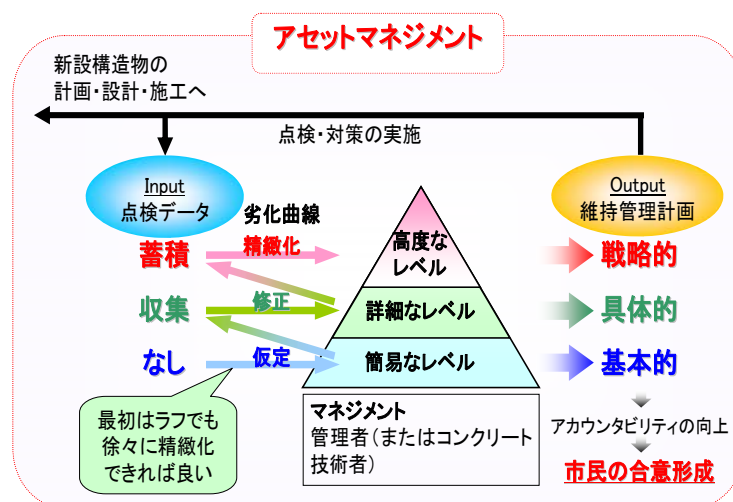 アセットマネジメント
新設構造物の
計画・設計・施工へ
点検・対策の実施
Input
点検データ
Output
維持管理計画
劣化曲線
蓄積
精緻化
高度な
レベル
戦略的
収集
修正
詳細なレベル
具体的
なし
仮定
簡易なレベル
基本的
最初はラフでも
徐々に精緻化
できれば良い
マネジメント
管理者(またはコンクリート
技術者)
アカウンタビリティの向上
市民の合意形成